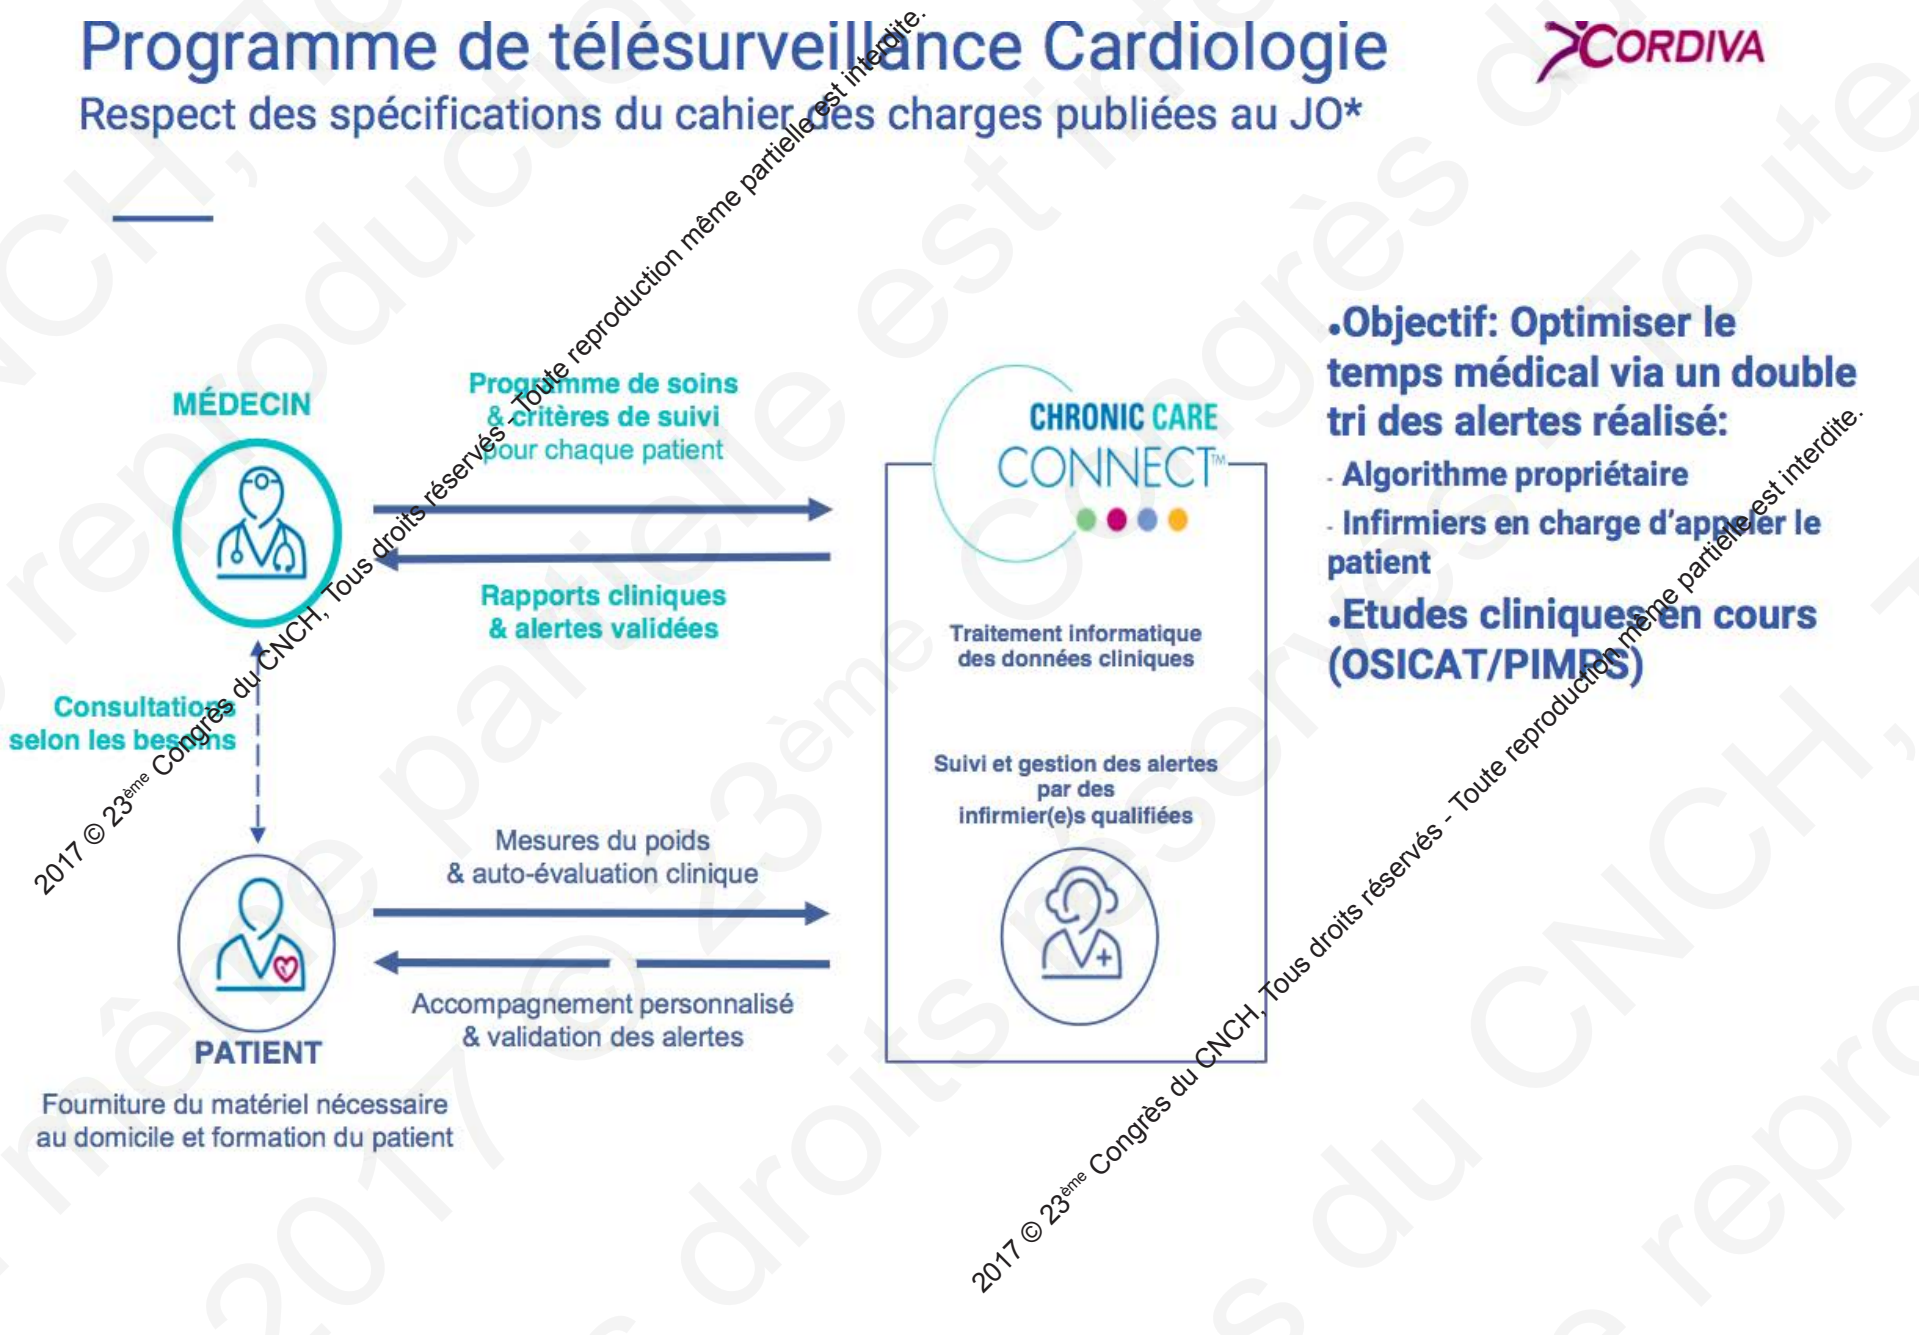 Programme de télésurveillance Cardiologie
CORDIVA
Respect des spécifications du cahier des charges publiées au JO*
MÉDECIN
Programme de soins
& critères de suivi
pour chaque patient
Rapports cliniques
& alertes validées
Consultations
selon les besoins
Mesures du poids
& auto-évaluation clinique
Accompagnement personnalisé
& validation des alertes
PATIENT
Fourniture du matériel nécessaire
au domicile et formation du patient
CHRONIC CARE
CONNECT™
Traitement informatique
des données cliniques
Suivi et gestion des alertes
par des
infirmier(e)s qualifiées
•Objectif: Optimiser le
temps médical via un double
tri des alertes réalisé:
- Algorithme propriétaire
- Infirmiers en charge d'appeler le
patient
•Etudes cliniques en cours
(OSICAT/PIMPS)
2017 © 23ème Congrès du CNCH, Tous droits réservés - Toute reproduction même partielle est interdite.
2017 © 23ème Congrès du CNCH, Tous droits réservés - Toute reproduction même partielle est interdite.